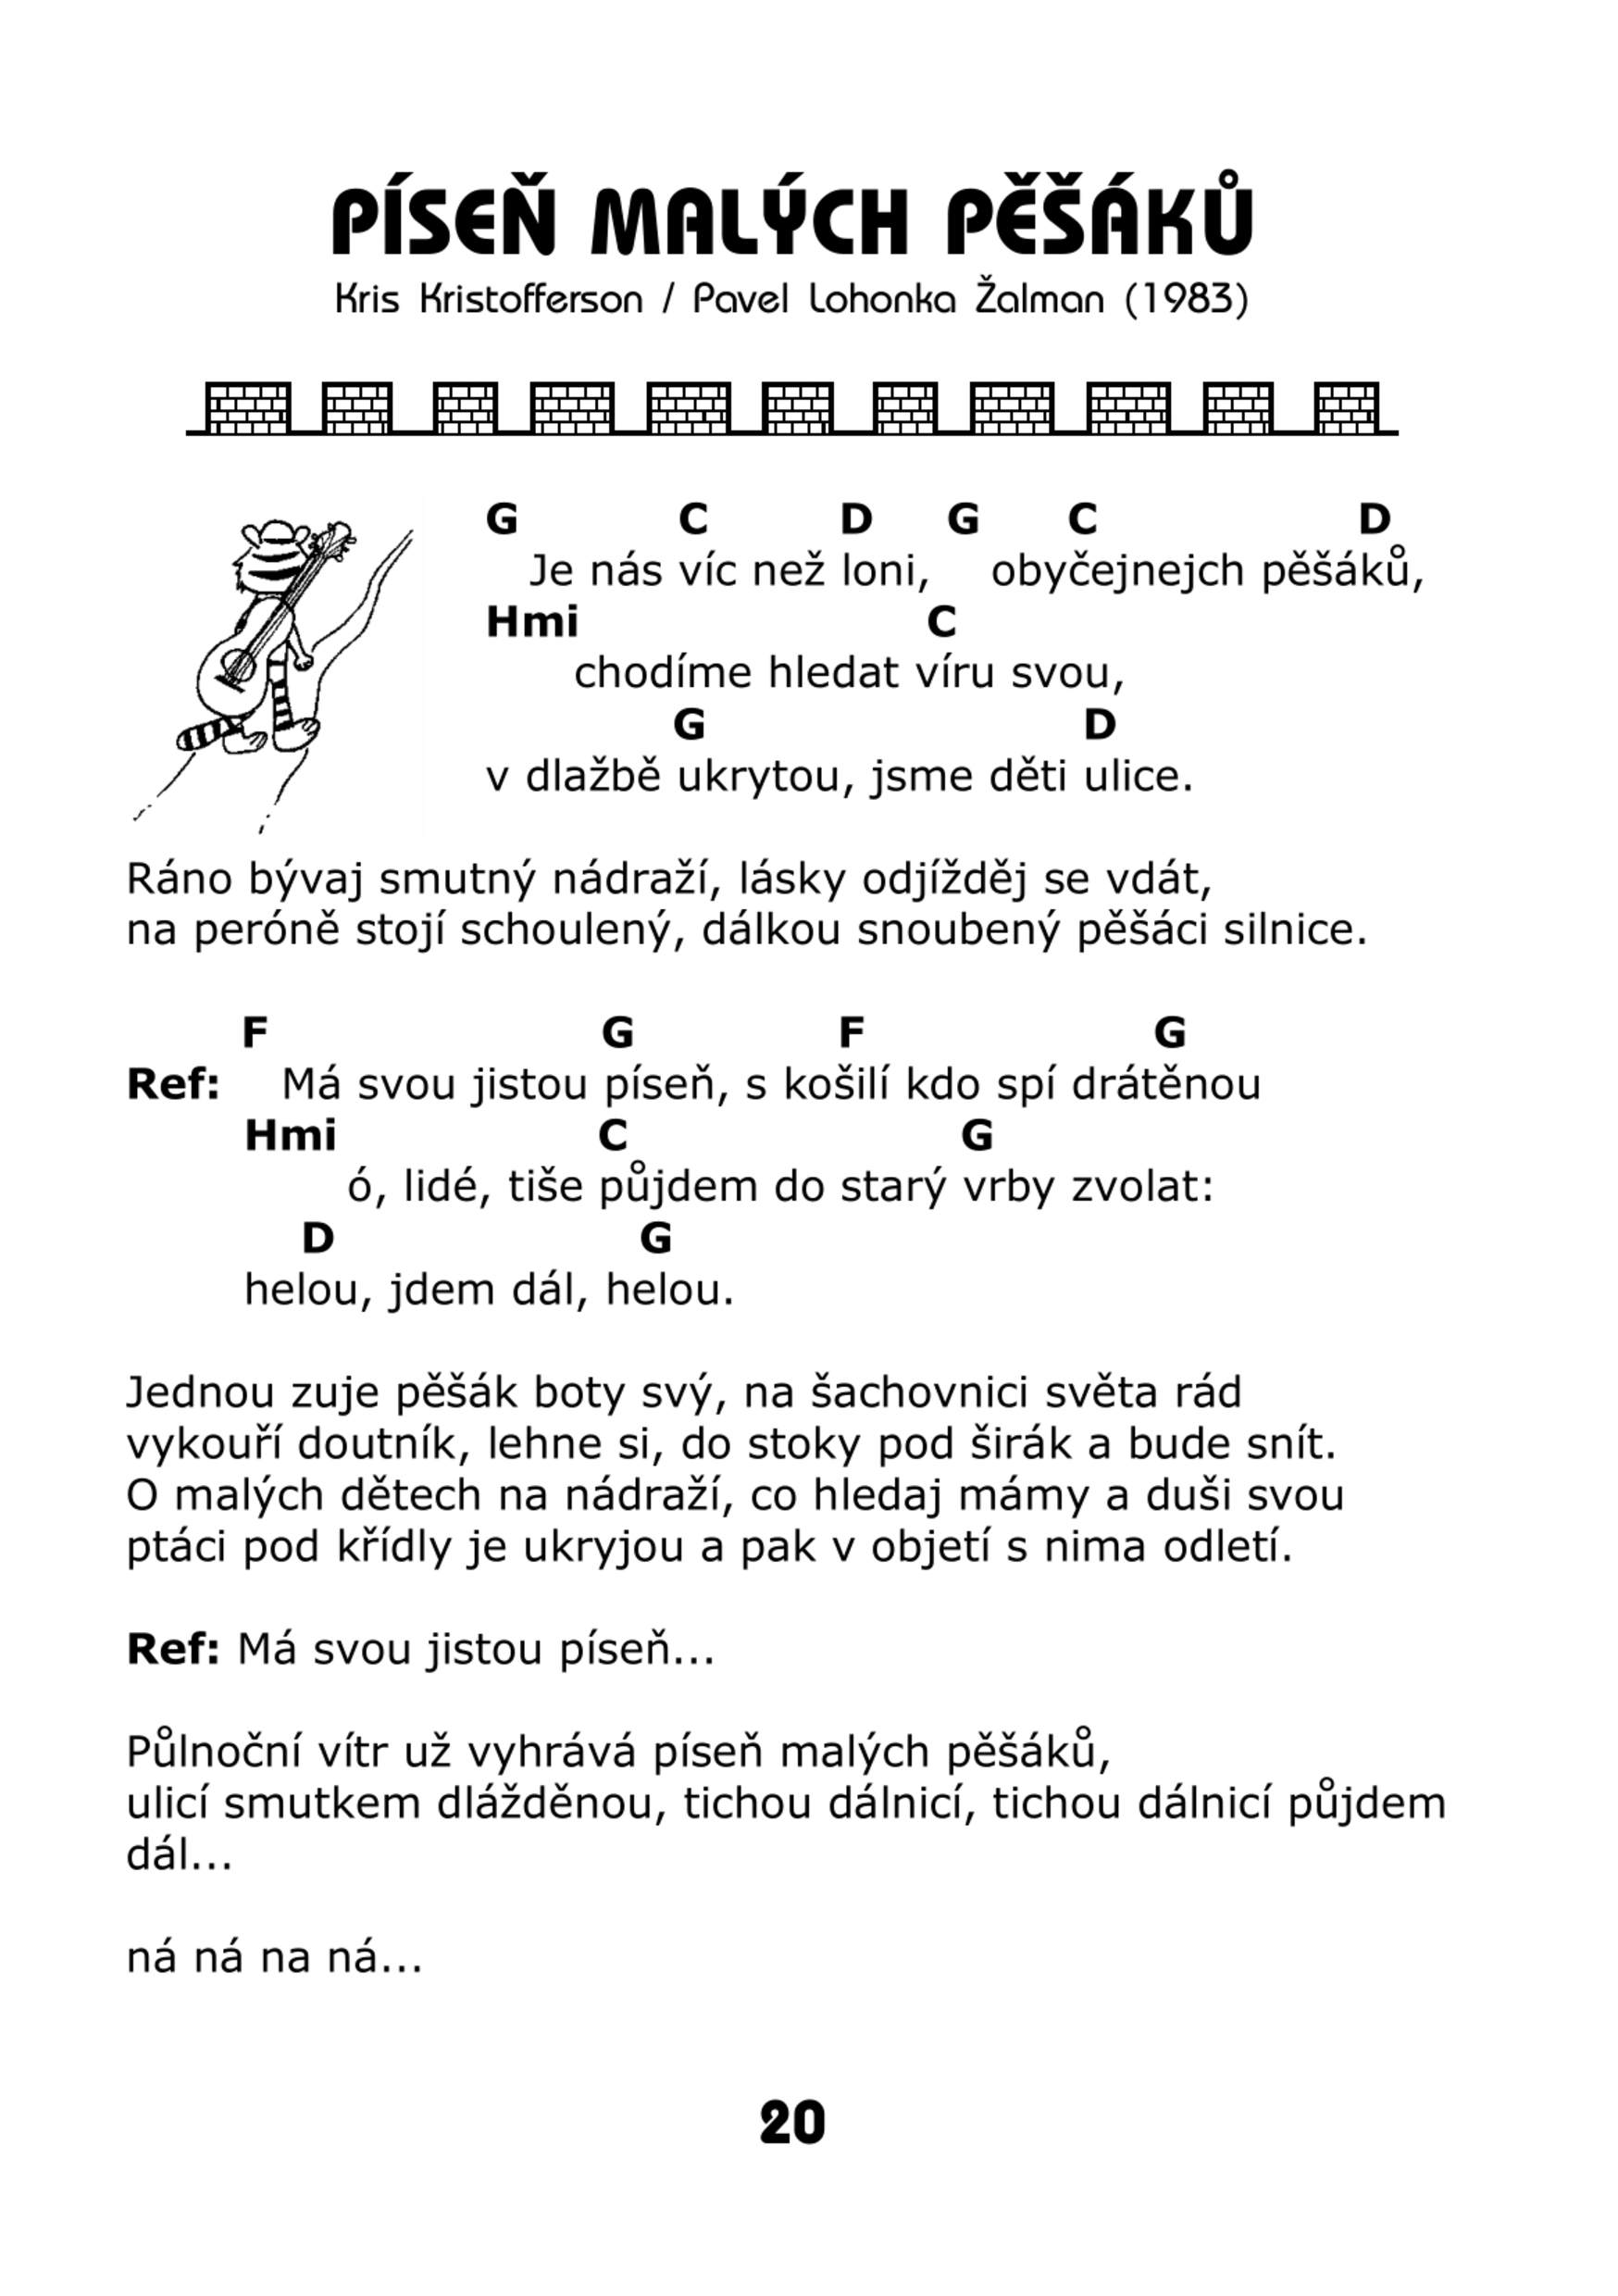 PÍSEŇ MALÝCH PĚŠÁKŮ
Kris Kristofferson / Pavel Lohonka Žalman (1983)
G C D G C D
Je nás víc než loni, obyčejnejch pěšáků,
Hmi C
chodíme hledat víru svou,
G D
v dlažbě ukrytou, jsme děti ulice.
Ráno bývaj smutný nádraží, lásky odjížděj se vdát,
na peróně stojí schoulený, dálkou snoubený pěšáci silnice.
F G F G
Ref: Má svou jistou píseň, s košilí kdo spí drátěnou
Hmi C G
ó, lidé, tiše půjdem do starý vrby zvolat:
D G
helou, jdem dál, helou.
Jednou zuje pěšák boty svý, na šachovnici světa rád
vykouří doutník, lehne si, do stoky pod širák a bude snít.
O malých dětech na nádraží, co hledaj mámy a duši svou
ptáci pod křídly je ukryjou a pak v objetí s nima odletí.
Ref: Má svou jistou píseň...
Půlnoční vítr už vyhrává píseň malých pěšáků,
ulicí smutkem dlážděnou, tichou dálnicí, tichou dálnicí půjdem
dál...
ná ná na ná...
20